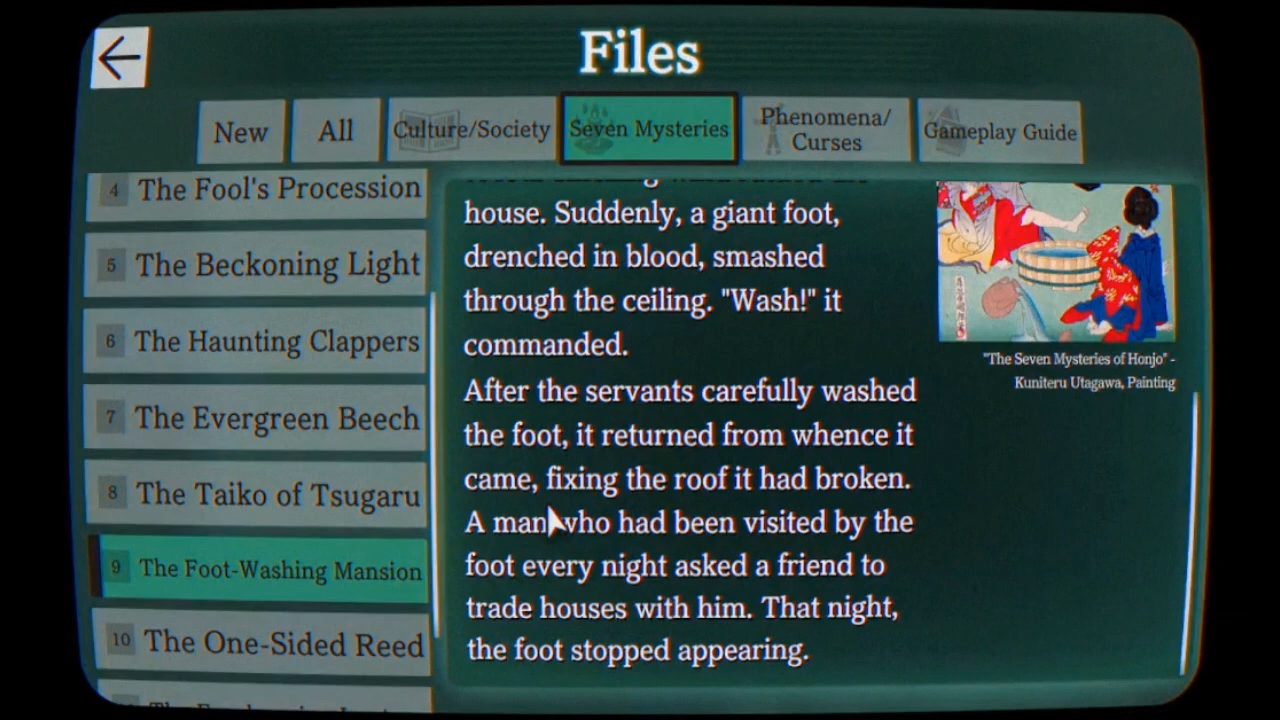 Files
New
All
Culture/Society
Seven Mysteries
Phenomena/
Curses
Gameplay Guide
4 The Fool's Procession
5 The Beckoning Light
6 The Haunting Clappers
7 The Evergreen Beech
8 The Taiko of Tsugaru
9 The Foot-Washing Mansion
10 The One-Sided Reed
house. Suddenly, a giant foot,
drenched in blood, smashed
through the ceiling. "Wash!" it
commanded.
After the servants carefully washed
the foot, it returned from whence it
came, fixing the roof it had broken.
A man who had been visited by the
foot every night asked a friend to
trade houses with him. That night,
the foot stopped appearing.
"The Seven Mysteries of Honjo" -
Kuniteru Utagawa, Painting